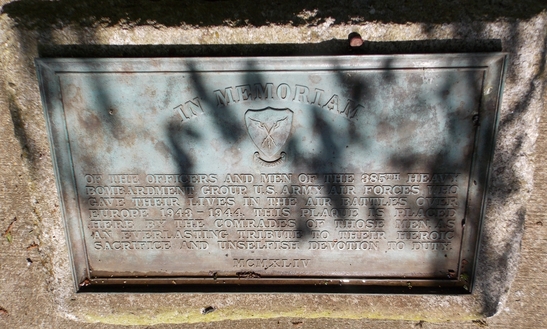 IN MEMORIAM
OF THE OFFICERS AND MEN OF THE 385TH HEAVY
BOMBARDMENT GROUP U.S. ARMY AIR FORCES WHO
GAVE THEIR LIVES IN THE AIR BATTLES OVER
EUROPE 1943-1944. THIS PLAQUE IS PLACED
HERE BY THE COMRADES OF THOSE MEN IN
AN EVERLASTING TRIBUTE TO THEIR HEROIC
SACRIFICE AND UNSELFISH DEVOTION TO DUTY.
MCMXLIV